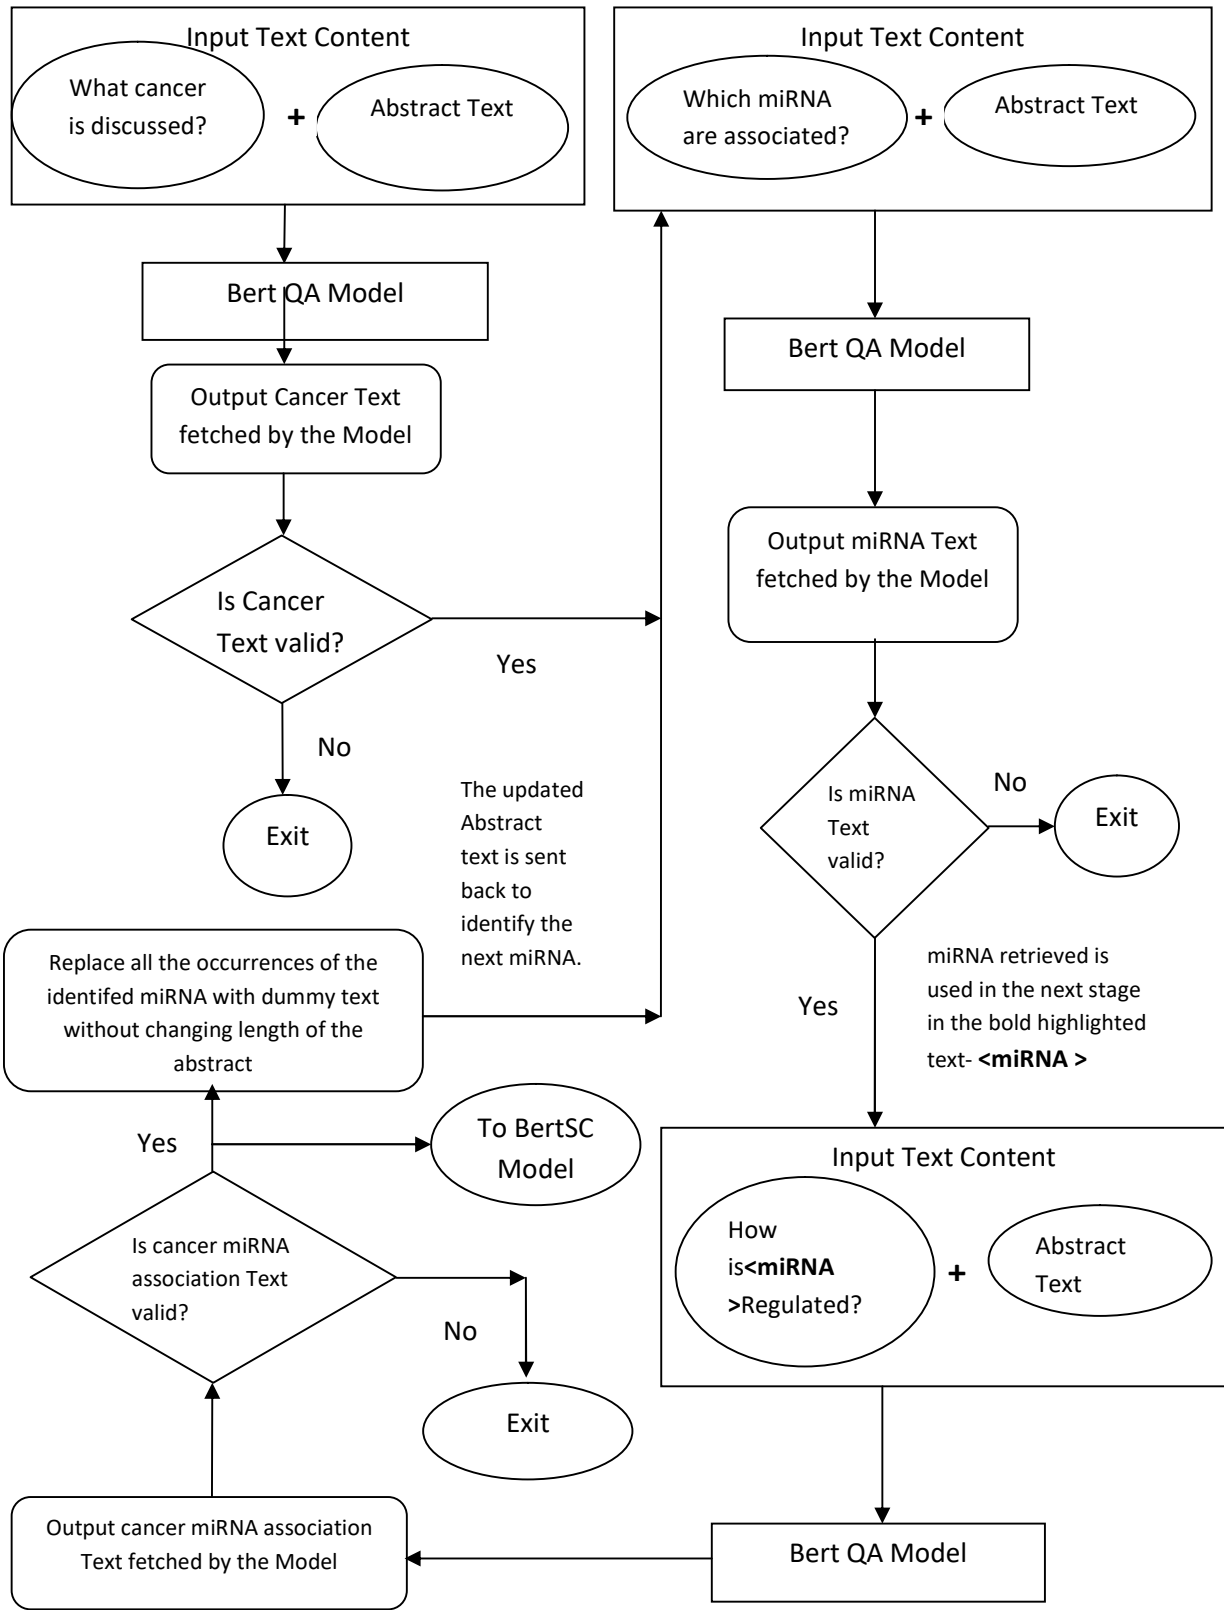 Input Text Content
What cancer
is discussed?
+
Abstract Text
Bert QA Model
Output Cancer Text
fetched by the Model
Is Cancer
Text valid?
Yes
No
Exit
Input Text Content
Which miRNA
are associated?
+
Abstract Text
Bert QA Model
Output miRNA Text
fetched by the Model
Is miRNA
Text
valid?
No
Exit
Yes
miRNA retrieved is
used in the next stage
in the bold highlighted
text- <miRNA >
Input Text Content
How
is<miRNA
>Regulated?
+
Abstract
Text
Bert QA Model
Output cancer miRNA association
Text fetched by the Model
Is cancer miRNA
association Text
valid?
No
Exit
Yes
To BertSC
Model
Replace all the occurrences of the
identifed miRNA with dummy text
without changing length of the
abstract
The updated
Abstract
text is sent
back to
identify the
next miRNA.